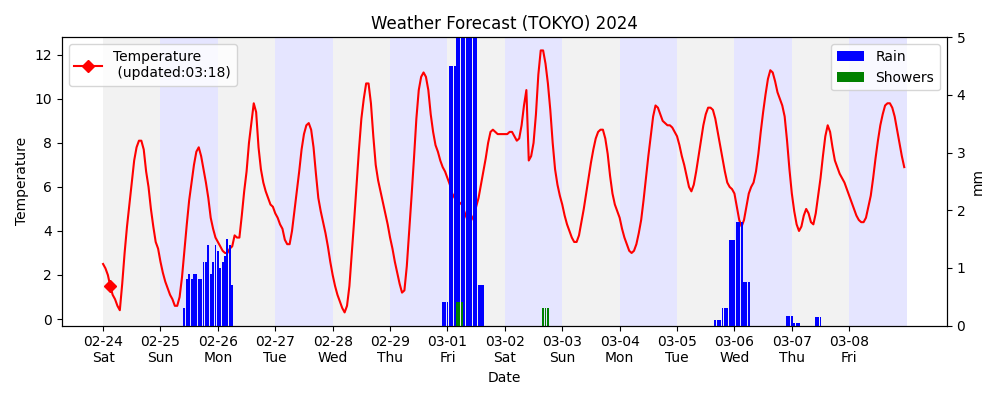 Weather Forecast (TOKYO) 2024
Temperature
(updated:03:18)
Rain
Showers
12
10
8
6
4
2
0
Temperature
5
4
3
2
1
0
mm
02-24 02-25 02-26 02-27 02-28 02-29 03-01 03-02 03-03 03-04 03-05 03-06 03-07 03-08
Sat Sun Mon Tue Wed Thu Fri Sat Sun Mon Tue Wed Thu Fri
Date